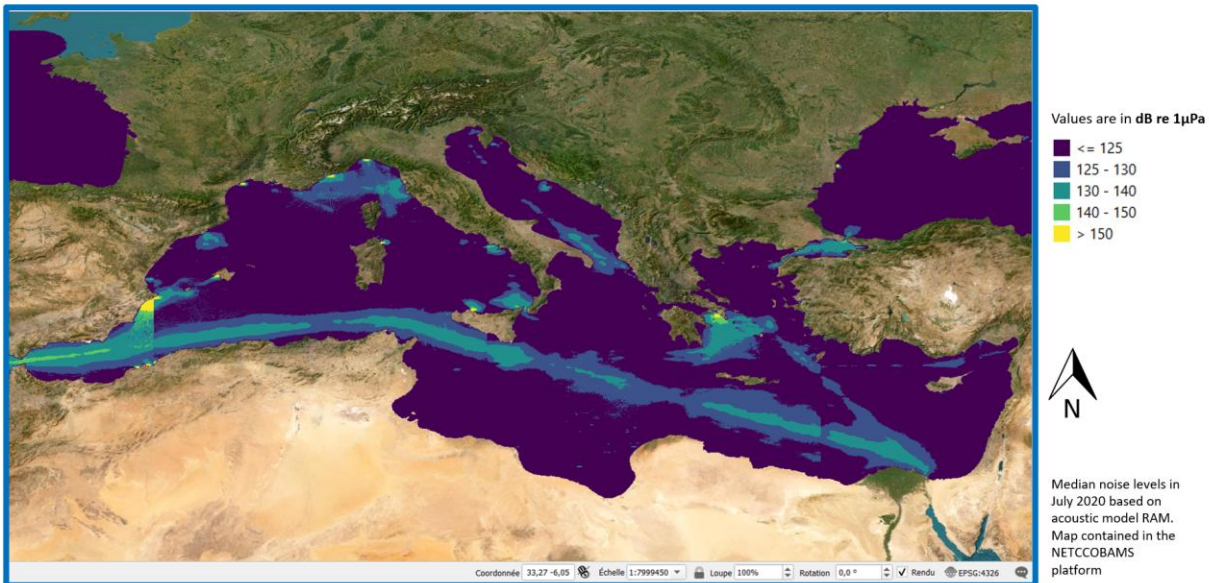 Values are in dB re 1µPa
<= 125
125 - 130
130 - 140
140 - 150
> 150
N
Median noise levels in
July 2020 based on
acoustic model RAM.
Map contained in the
NETCCOBAMS
platform
Coordonnée 33,27 -6,05 Échelle 1:7999450 Loupe 100% Rotation 0,0 ° Rendu EPSG:4326